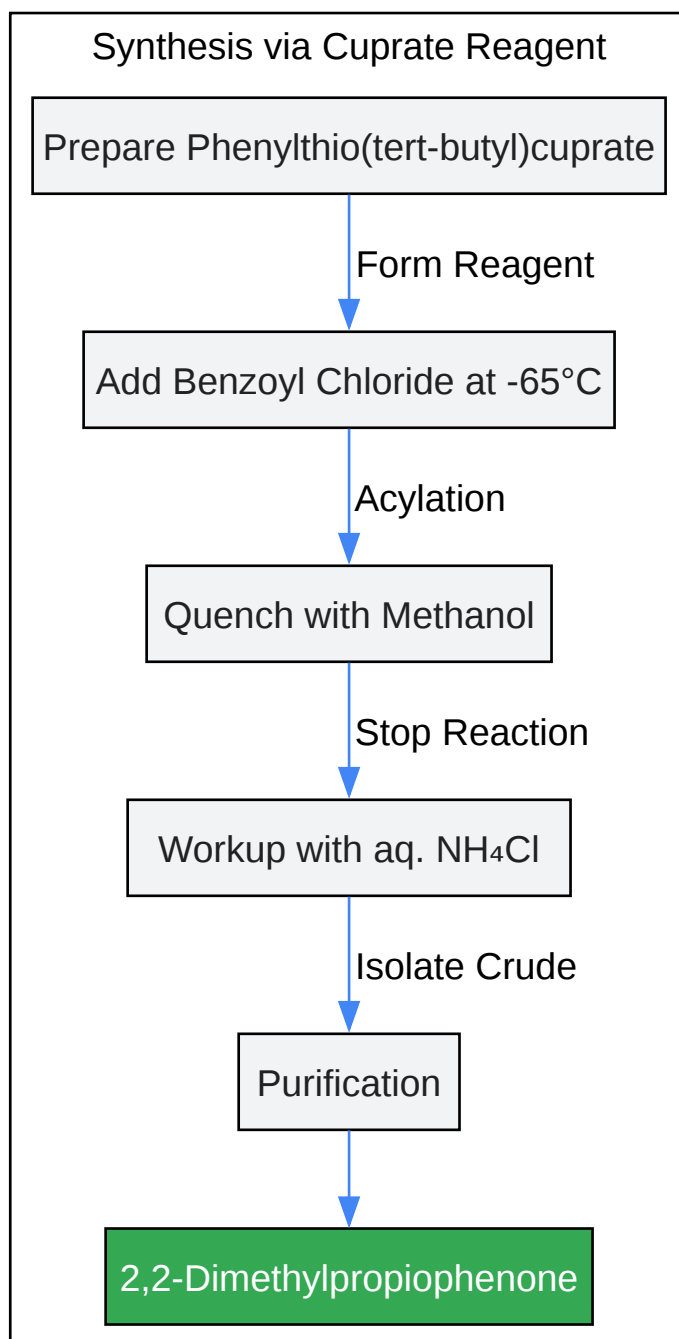 Synthesis via Cuprate Reagent
Prepare Phenylthio(tert-butyl)cuprate
Form Reagent
Add Benzoyl Chloride at -65°C
Acylation
Quench with Methanol
Stop Reaction
Workup with aq. NH₄Cl
Isolate Crude
Purification
2,2-Dimethylpropiophenone